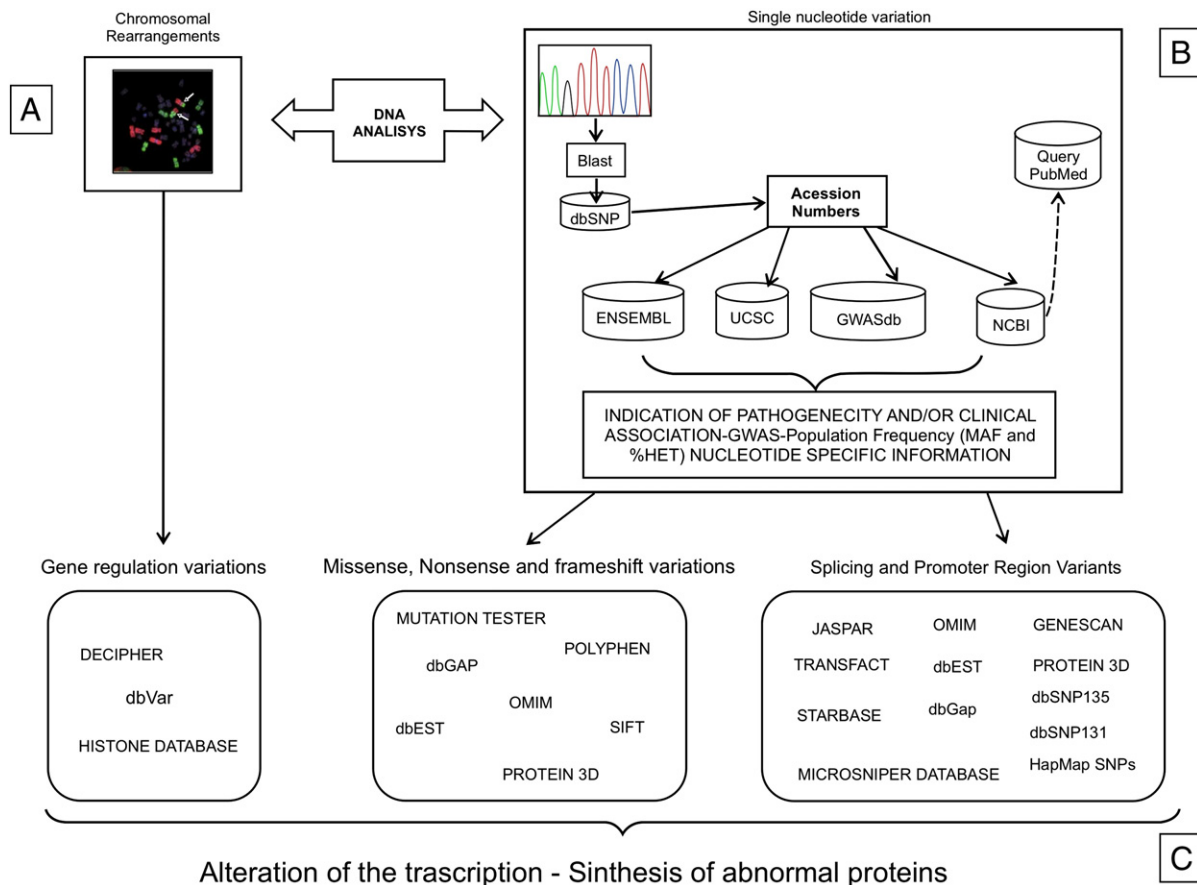 Chromosomal
Rearrangements
Single nucleotide variation
A
B
DNA
ANALISYS
Blast
dbSNP
Acession
Numbers
Query
PubMed
ENSEMBL
UCSC
GWASdb
NCBI
INDICATION OF PATHOGENECITY AND/OR CLINICAL
ASSOCIATION-GWAS-Population Frequency (MAF and
%HET) NUCLEOTIDE SPECIFIC INFORMATION
Gene regulation variations
DECIPHER
dbVar
HISTONE DATABASE
Missense, Nonsense and frameshift variations
MUTATION TESTER
POLYPHEN
dbGAP
OMIM
dbEST
SIFT
PROTEIN 3D
Splicing and Promoter Region Variants
JASPAR
OMIM
GENESCAN
TRANSFACT
dbEST
PROTEIN 3D
STARBASE
dbGap
dbSNP135
dbSNP131
MICROSNIPER DATABASE
HapMap SNPs
C
Alteration of the trascription - Sinthesis of abnormal proteins